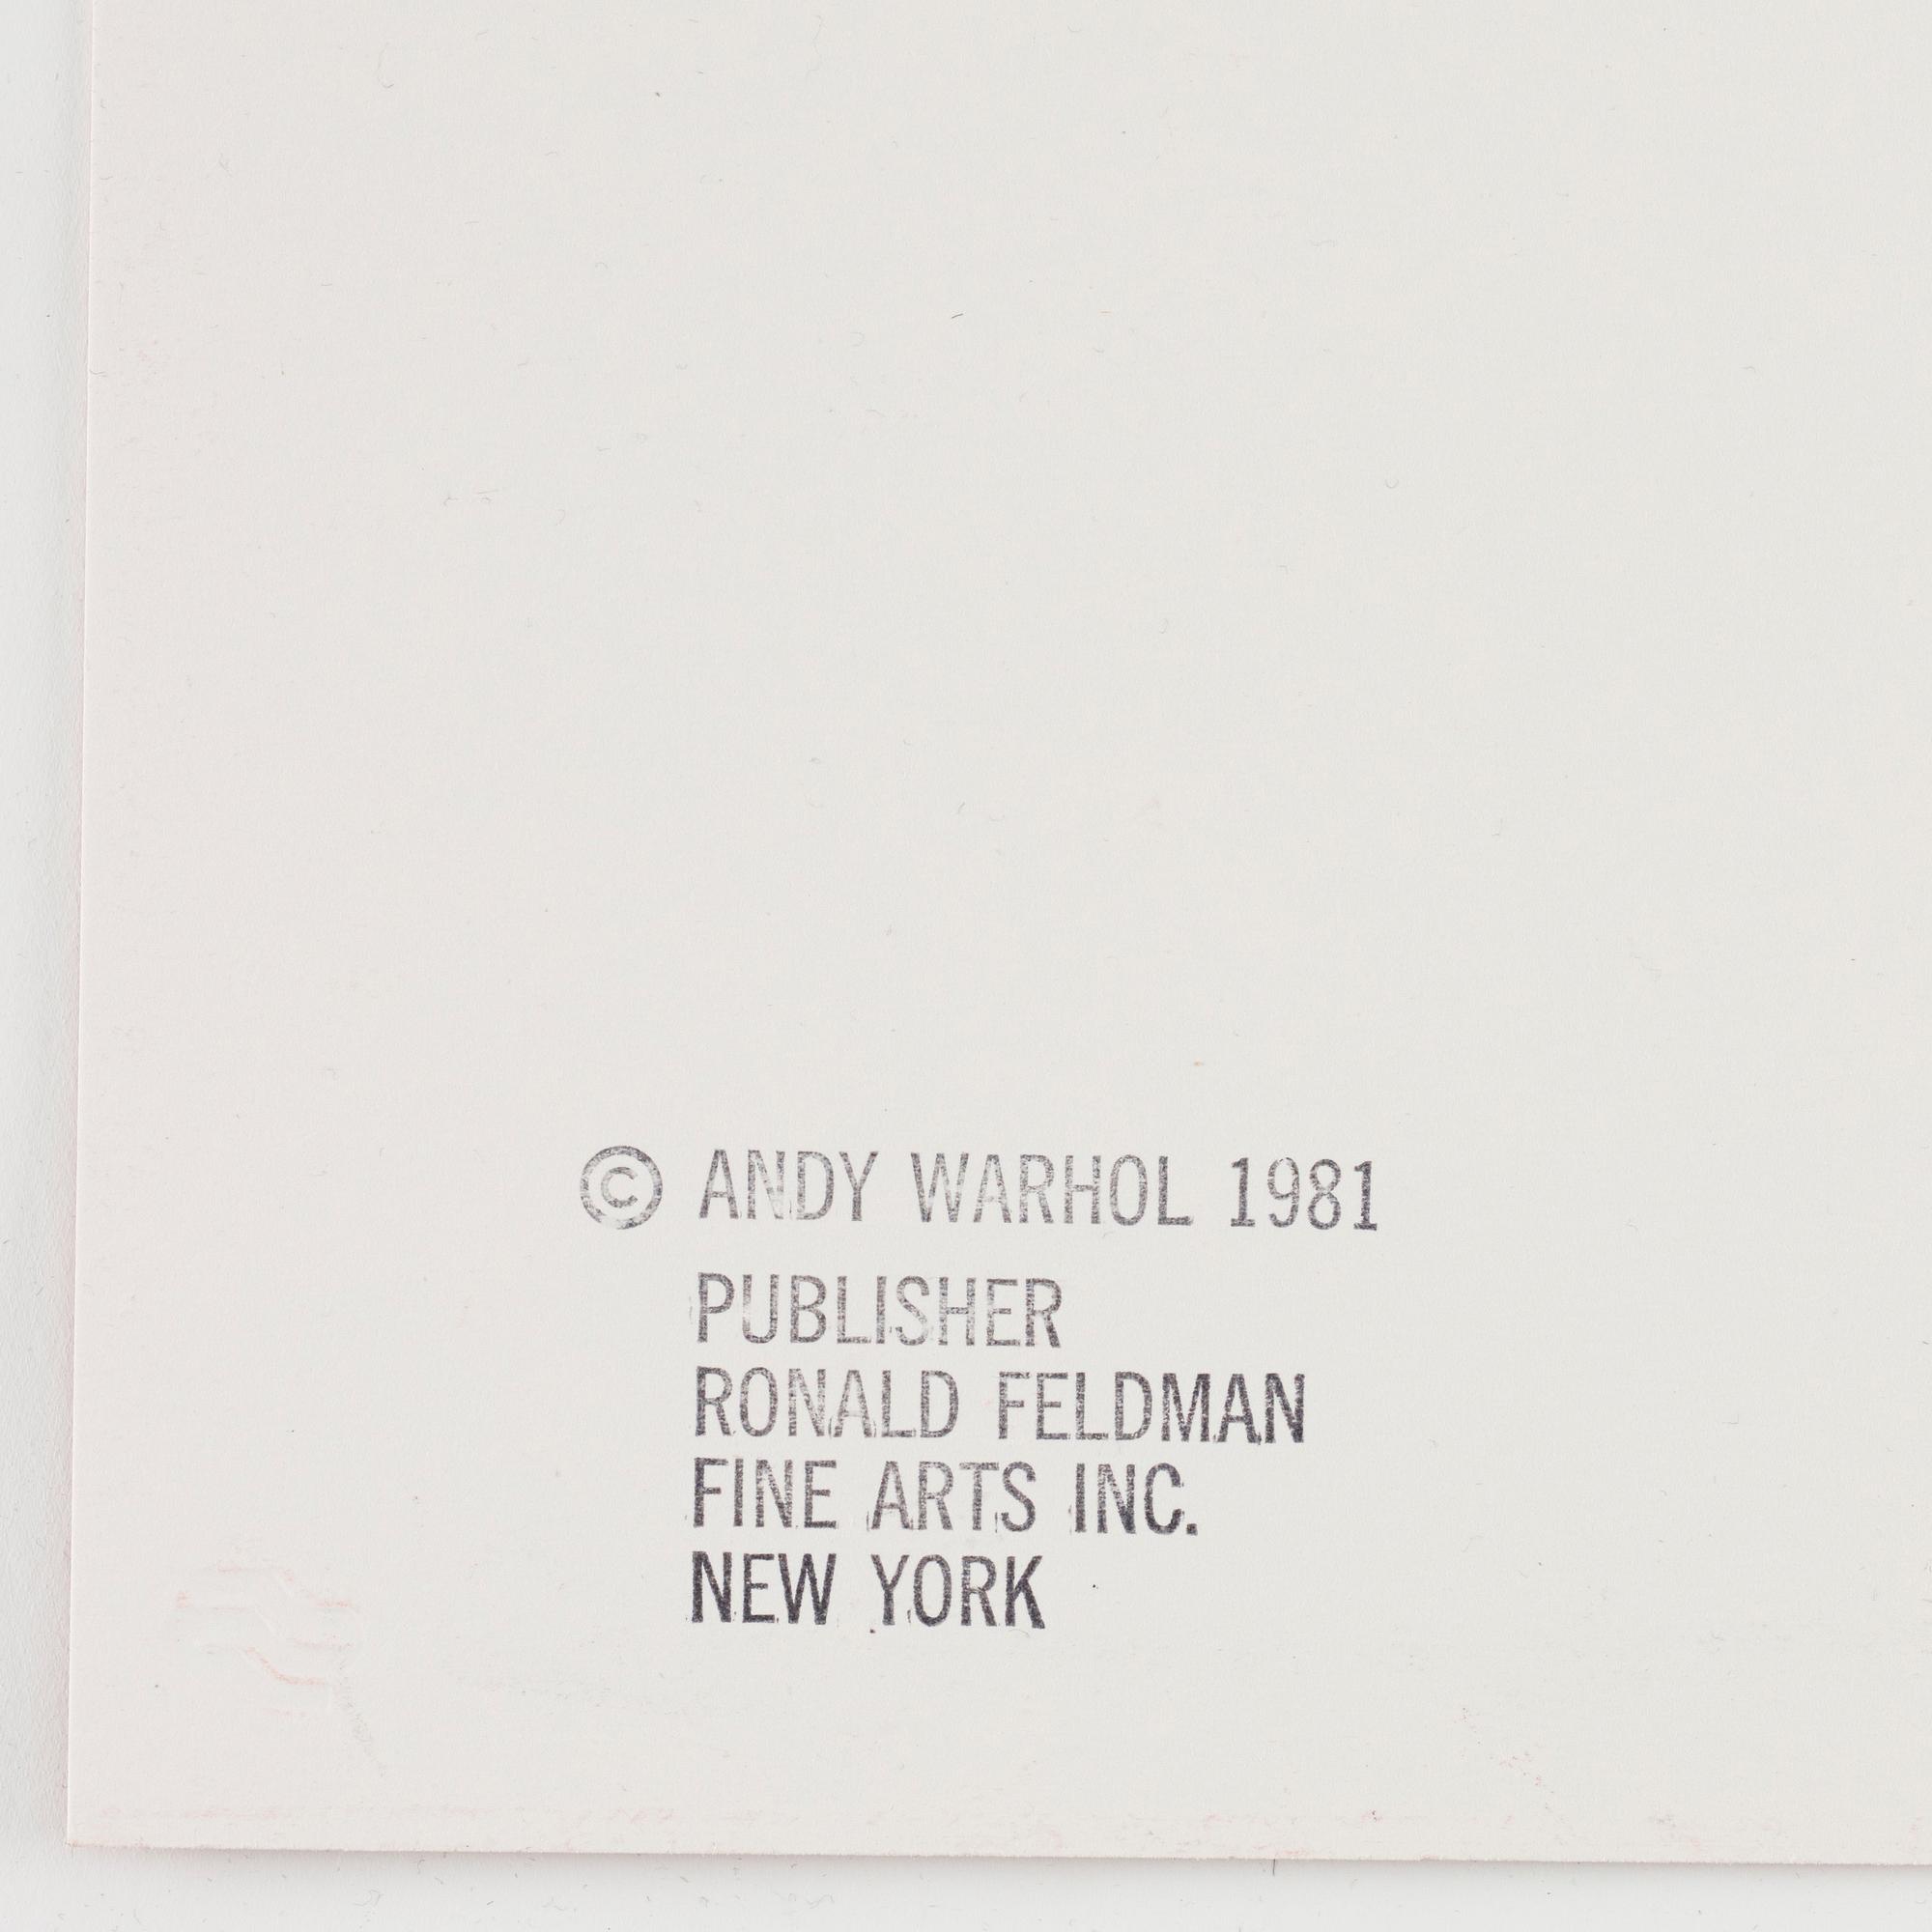 © ANDY WARHOL 1981
PUBLISHER
RONALD FELDMAN
FINE ARTS INC.
NEW YORK